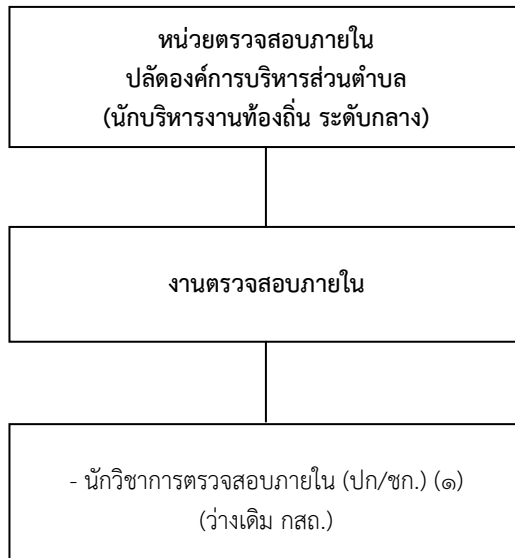 หน่วยตรวจสอบภายใน
ปลัดองค์การบริหารส่วนตำบล
(นักบริหารงานท้องถิ่น ระดับกลาง)
งานตรวจสอบภายใน
- นักวิชาการตรวจสอบภายใน (ปก/ชก.) (๑)
(ว่างเดิม กสถ.)